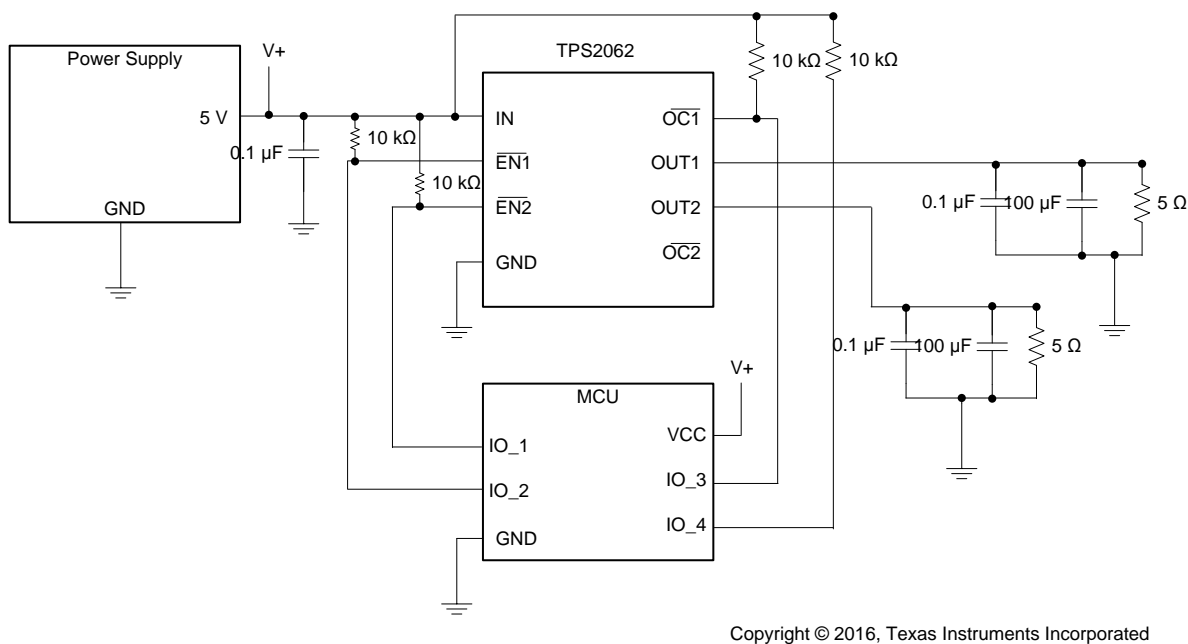 Power Supply
V+
5 V
GND
0.1 µF
10 kΩ
10 kΩ
TPS2062
IN
EN1
EN2
GND
OC1
OUT1
OUT2
OC2
10 kΩ
10 kΩ
0.1 µF
100 µF
5 Ω
0.1 µF
100 µF
5 Ω
MCU
V+
IO_1
IO_2
GND
VCC
IO_3
IO_4
Copyright © 2016, Texas Instruments Incorporated